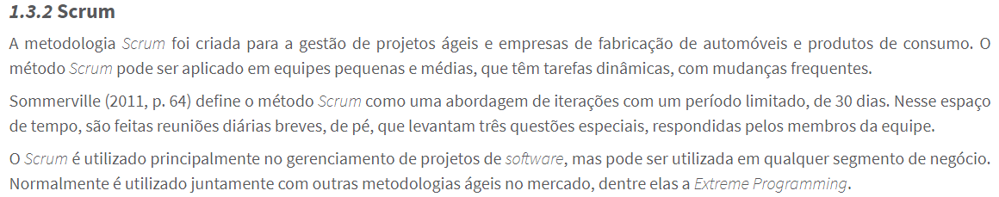 1.3.2 Scrum
A metodologia Scrum foi criada para a gestão de projetos ágeis e empresas de fabricação de automóveis e produtos de consumo. O
método Scrum pode ser aplicado em equipes pequenas e médias, que têm tarefas dinâmicas, com mudanças frequentes.
Sommerville (2011, p. 64) define o método Scrum como uma abordagem de iterações com um período limitado, de 30 dias. Nesse espaço
de tempo, são feitas reuniões diárias breves, de pé, que levantam três questões especiais, respondidas pelos membros da equipe.
O Scrum é utilizado principalmente no gerenciamento de projetos de software, mas pode ser utilizada em qualquer segmento de negócio.
Normalmente é utilizado juntamente com outras metodologias ágeis no mercado, dentre elas a Extreme Programming.